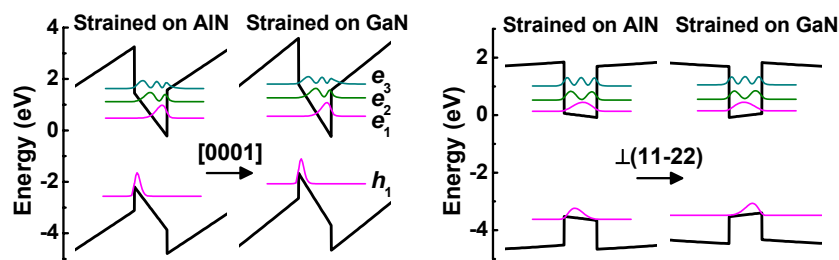 Strained on AlN Strained on GaN
Energy (eV)
4
2
0
-2
-4
e3
e2
e1
[0001]
h1
Strained on AlN Strained on GaN
Energy (eV)
2
0
-2
-4
⊥(11-22)